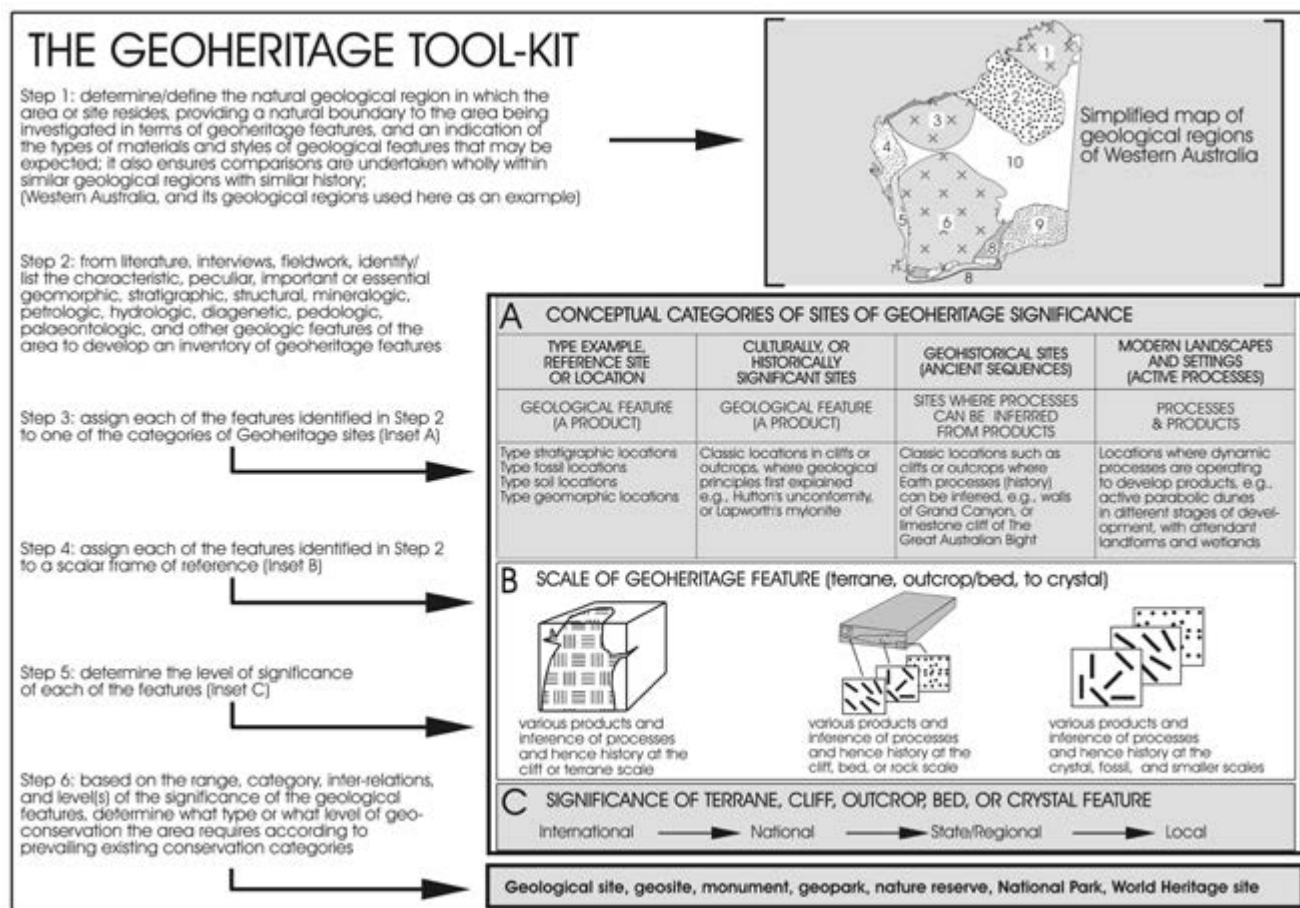 THE GEOHERITAGE TOOL-KIT
Step 1: determine/define the natural geological region in which the
area or site resides, providing a natural boundary to the area being
investigated in terms of geoheritage features, and an indication of
the types of materials and styles of geological features that may be
expected; it also ensures comparisons are undertaken wholly within
similar geological regions with similar history;
(Western Australia, and its geological regions used here as an example)
1
2
3
4
10
5
6
9
8
7
8
Simplified map of
geological regions
of Western Australia
Step 2: from literature, interviews, fieldwork, identify/
list the characteristic, peculiar, important or essential
geomorphic, stratigraphic, structural, mineralogic,
petrologic, hydrologic, diagenetic, pedologic,
palaeontologic, and other geologic features of the
area to develop an inventory of geoheritage features
Step 3: assign each of the features identified in Step 2
to one of the categories of Geoheritage sites (Inset A)
Step 4: assign each of the features identified in Step 2
to a scalar frame of reference (Inset B)
Step 5: determine the level of significance
of each of the features (Inset C)
Step 6: based on the range, category, inter-relations,
and level(s) of the significance of the geological
features, determine what type or what level of geo-
conservation the area requires according to
prevailing existing conservation categories
A CONCEPTUAL CATEGORIES OF SITES OF GEOHERITAGE SIGNIFICANCE
TYPE EXAMPLE,
REFERENCE SITE
OR LOCATION
GEOLOGICAL FEATURE
(A PRODUCT)
Type stratigraphic locations
Type fossil locations
Type soil locations
Type geomorphic locations
CULTURALLY, OR
HISTORICALLY
SIGNIFICANT SITES
GEOLOGICAL FEATURE
(A PRODUCT)
Classic locations in cliffs or
outcrops, where geological
principles first explained
e.g., Hutton's unconformity,
or Lapworth's mylonite
GEOHISTORICAL SITES
(ANCIENT SEQUENCES)
SITES WHERE PROCESSES
CAN BE INFERRED
FROM PRODUCTS
Classic locations such as
cliffs or outcrops where
Earth processes (history)
can be inferred, e.g., walls
of Grand Canyon, or
limestone cliff of The
Great Australian Bight
MODERN LANDSCAPES
AND SETTINGS
(ACTIVE PROCESSES)
PROCESSES
& PRODUCTS
Locations where dynamic
processes are operating
to develop products, e.g.,
active parabolic dunes
in different stages of devel-
opment, with attendant
landforms and wetlands
B SCALE OF GEOHERITAGE FEATURE (terrane, outcrop/bed, to crystal)
various products and
inference of processes
and hence history at the
cliff or terrane scale
various products and
inference of processes
and hence history at the
cliff, bed, or rock scale
various products and
inference of processes
and hence history at the
crystal, fossil, and smaller scales
C SIGNIFICANCE OF TERRANE, CLIFF, OUTCROP, BED, OR CRYSTAL FEATURE
International National State/Regional Local
Geological site, geosite, monument, geopark, nature reserve, National Park, World Heritage site